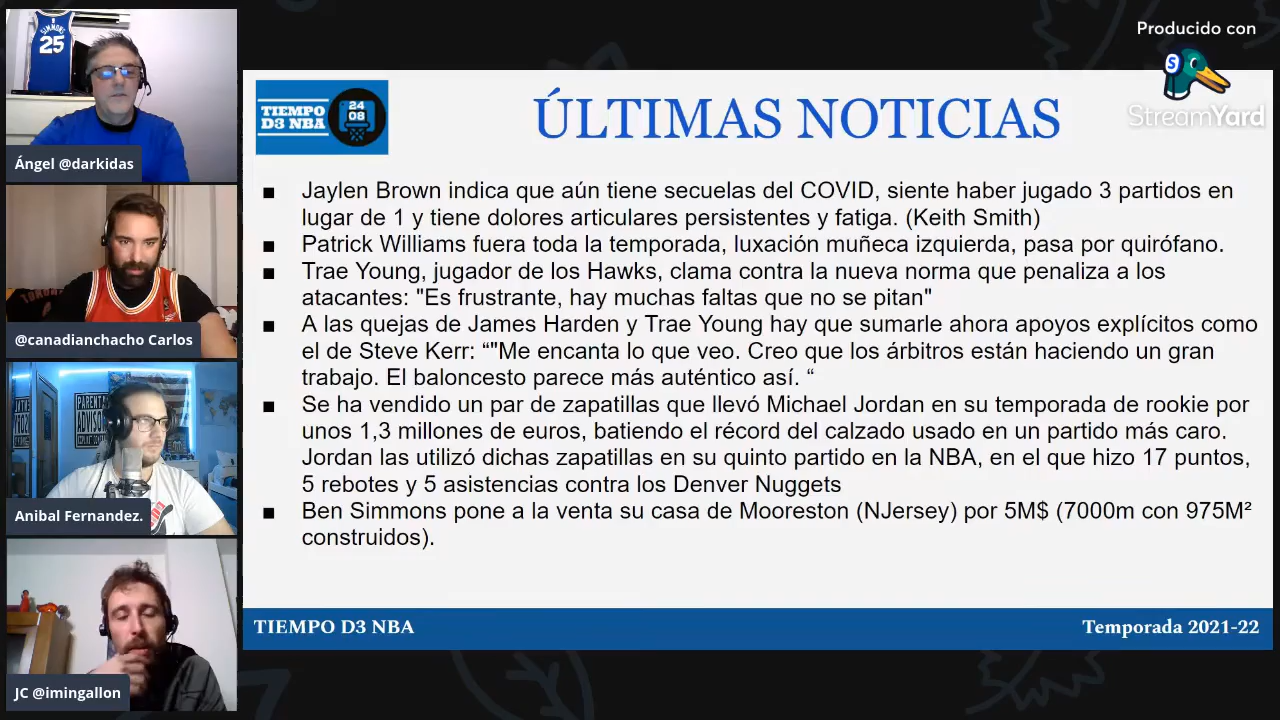 SIMMONS
25
Ángel @darkidas
@canadianchacho Carlos
PARENTAL
ADVISORY
Anibal Fernandez.
JC @imingallon
Producido con
S
StreamYard
TIEMPO
D3 NBA
24
08
ÚLTIMAS NOTICIAS
■ Jaylen Brown indica que aún tiene secuelas del COVID, siente haber jugado 3 partidos en
lugar de 1 y tiene dolores articulares persistentes y fatiga. (Keith Smith)
■ Patrick Williams fuera toda la temporada, luxación muñeca izquierda, pasa por quirófano.
■ Trae Young, jugador de los Hawks, clama contra la nueva norma que penaliza a los
atacantes: "Es frustrante, hay muchas faltas que no se pitan"
■ A las quejas de James Harden y Trae Young hay que sumarle ahora apoyos explícitos como
el de Steve Kerr: “"Me encanta lo que veo. Creo que los árbitros están haciendo un gran
trabajo. El baloncesto parece más auténtico así. “
■ Se ha vendido un par de zapatillas que llevó Michael Jordan en su temporada de rookie por
unos 1,3 millones de euros, batiendo el récord del calzado usado en un partido más caro.
Jordan las utilizó dichas zapatillas en su quinto partido en la NBA, en el que hizo 17 puntos,
5 rebotes y 5 asistencias contra los Denver Nuggets
■ Ben Simmons pone a la venta su casa de Mooreston (NJersey) por 5M$ (7000m con 975M²
construidos).
TIEMPO D3 NBA
Temporada 2021-22